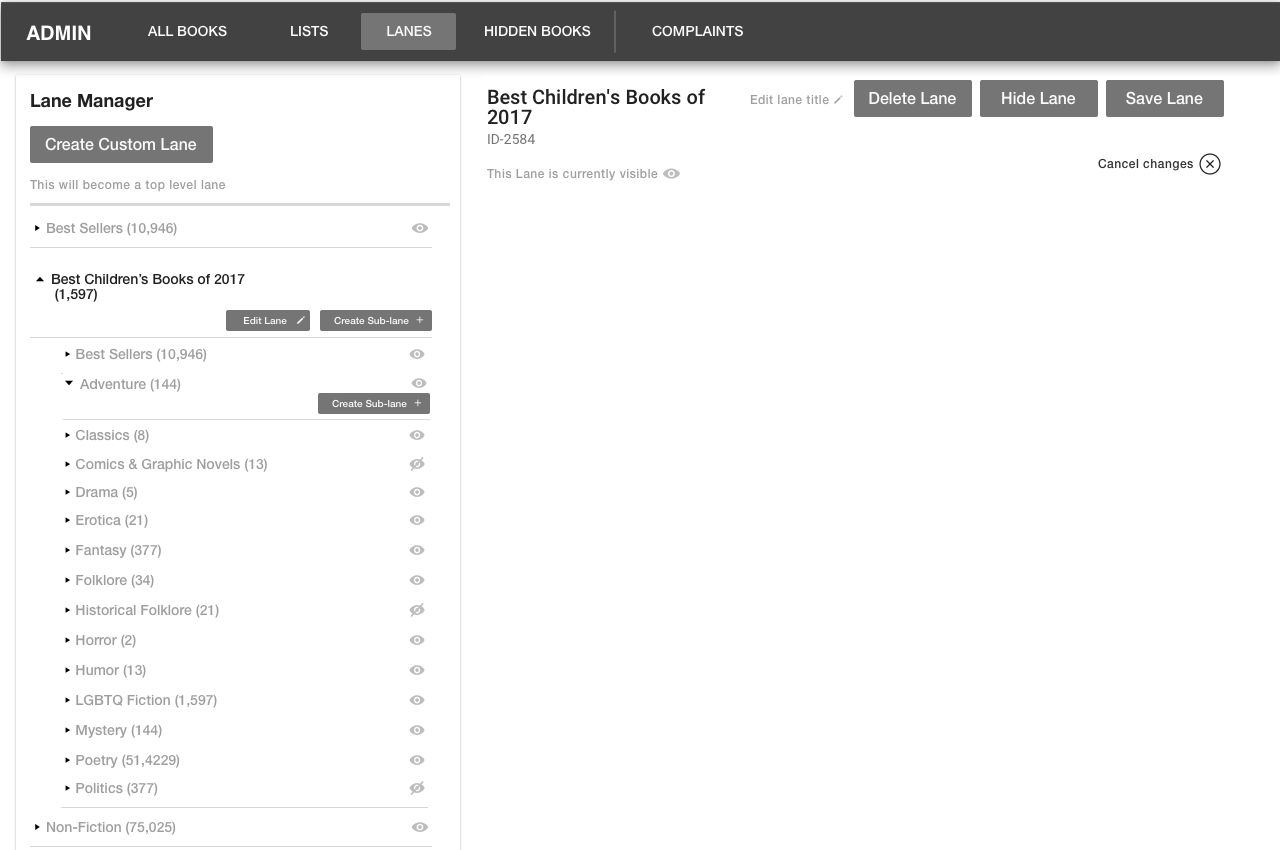 ADMIN ALL BOOKS LISTS LANES HIDDEN BOOKS COMPLAINTS
Lane Manager
Create Custom Lane
This will become a top level lane
Best Sellers (10,946)
Best Children’s Books of 2017
(1,597)
Edit Lane Create Sub-lane +
Best Sellers (10,946)
Adventure (144)
Create Sub-lane +
Classics (8)
Comics & Graphic Novels (13)
Drama (5)
Erotica (21)
Fantasy (377)
Folklore (34)
Historical Folklore (21)
Horror (2)
Humor (13)
LGBTQ Fiction (1,597)
Mystery (144)
Poetry (51,4229)
Politics (377)
Non-Fiction (75,025)
Best Children's Books of
2017
ID-2584
This Lane is currently visible
Edit lane title
Delete Lane Hide Lane Save Lane
Cancel changes